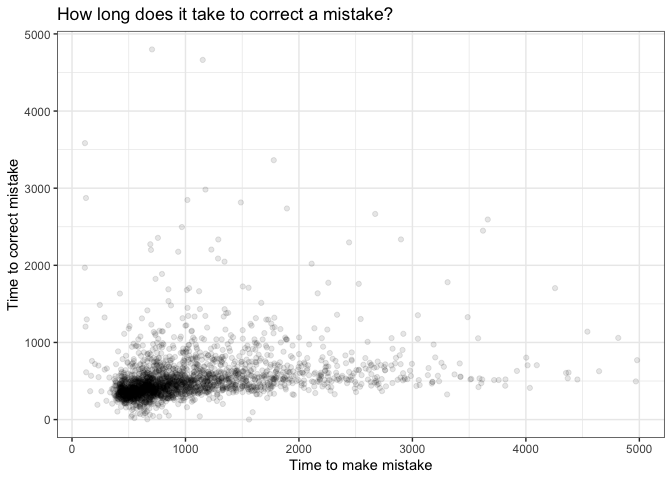 How long does it take to correct a mistake?
5000
4000
3000
2000
1000
0
Time to correct mistake
0 1000 2000 3000 4000 5000
Time to make mistake